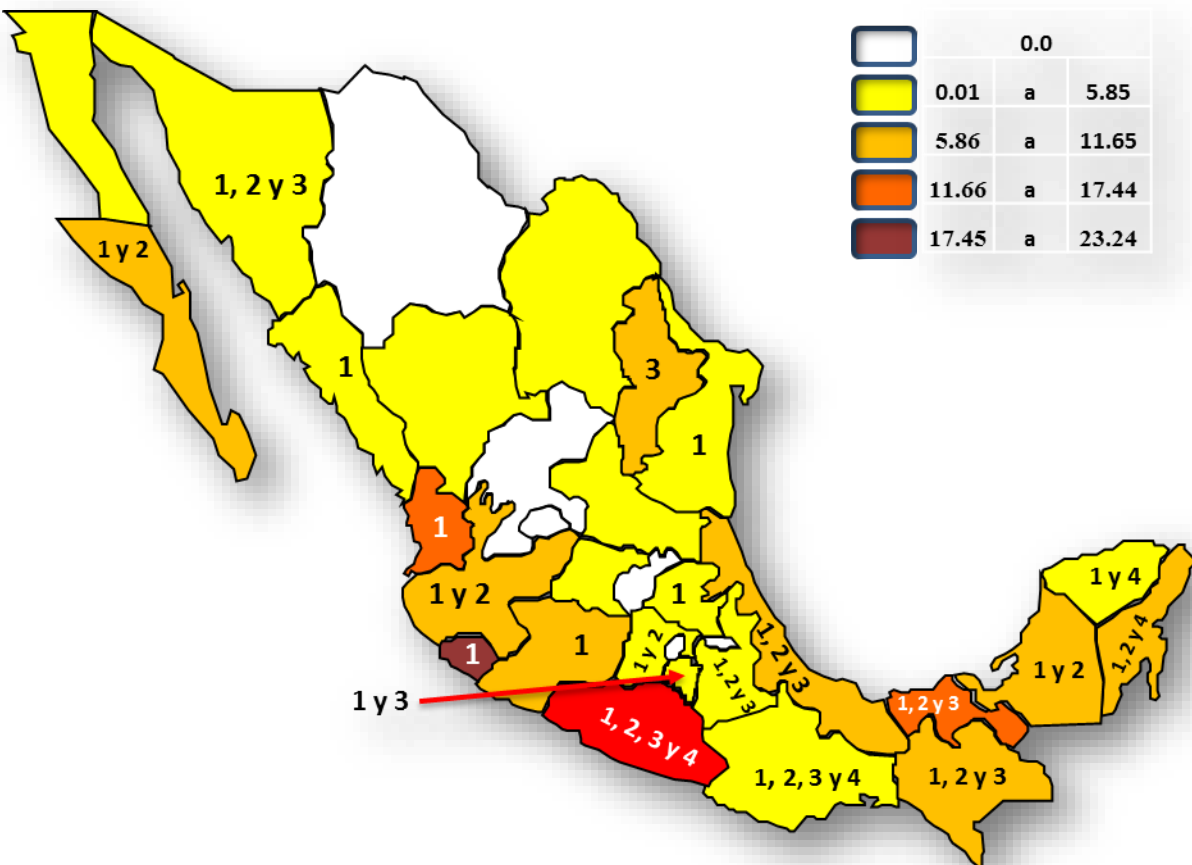 0.0
0.01 a 5.85
5.86 a 11.65
11.66 a 17.44
17.45 a 23.24
1, 2 y 3
1 y 2
1
3
1
1
1 y 2
1
1
1
1 y 2
1, 2 y 3
1, 2 y 3
1 y 3
1, 2, 3 y 4
1, 2, 3 y 4
1, 2 y 3
1, 2 y 3
1 y 2
1 y 4
1, 2 y 4